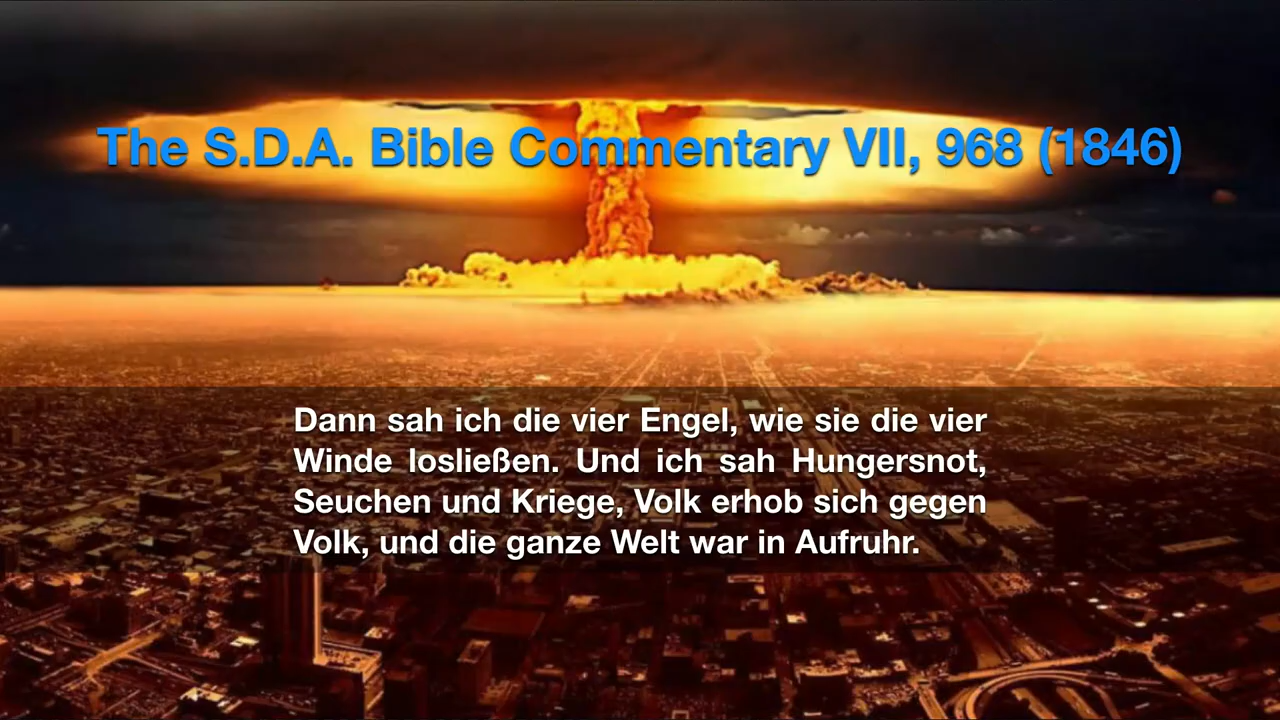 The S.D.A. Bible Commentary VII, 968 (1846)
Dann sah ich die vier Engel, wie sie die vier
Winde losließen. Und ich sah Hungersnot,
Seuchen und Kriege, Volk erhob sich gegen
Volk, und die ganze Welt war in Aufruhr.